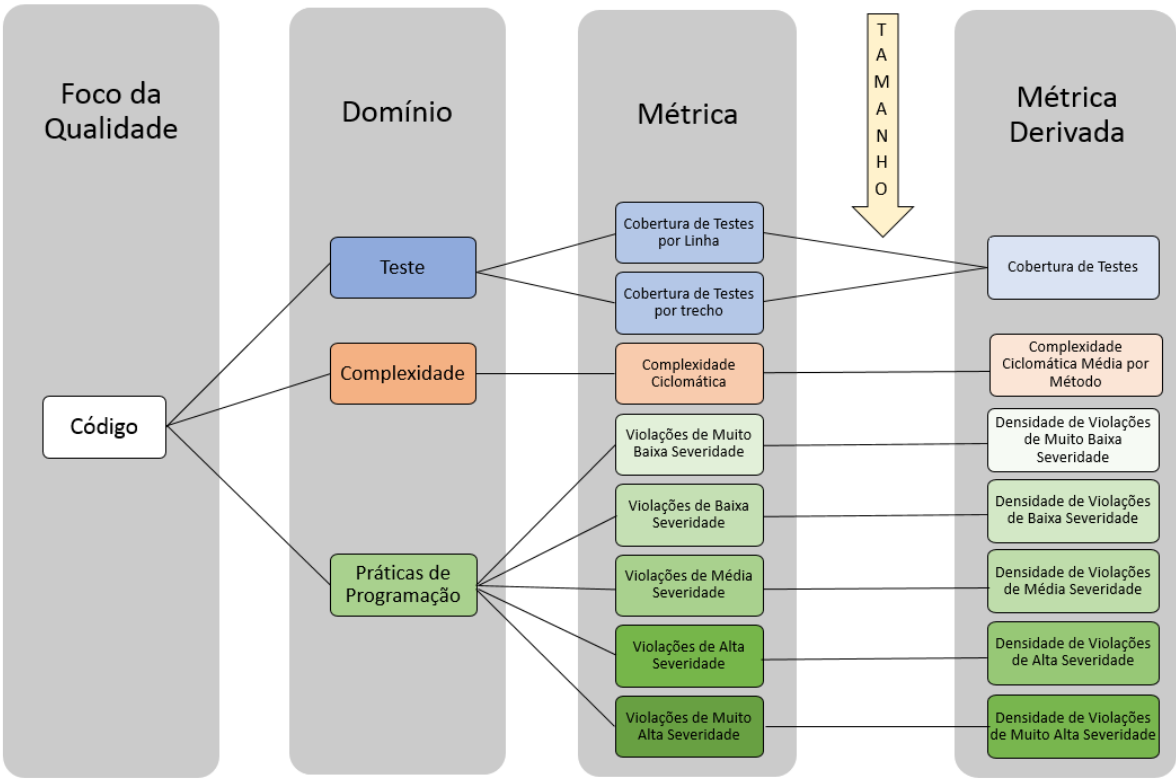 Foco da
Qualidade
Domínio
Métrica
T
A
M
A
N
H
O
Métrica
Derivada
Código
Teste
Complexidade
Práticas de
Programação
Cobertura de Testes
por Linha
Cobertura de Testes
por trecho
Complexidade
Ciclomática
Violações de Muito
Baixa Severidade
Violações de Baixa
Severidade
Violações de Média
Severidade
Violações de Alta
Severidade
Violações de Muito
Alta Severidade
Cobertura de Testes
Complexidade
Ciclomática Média por
Método
Densidade de Violações
de Muito Baixa
Severidade
Densidade de Violações
de Baixa Severidade
Densidade de Violações
de Média Severidade
Densidade de Violações
de Alta Severidade
Densidade de Violações
de Muito Alta Severidade